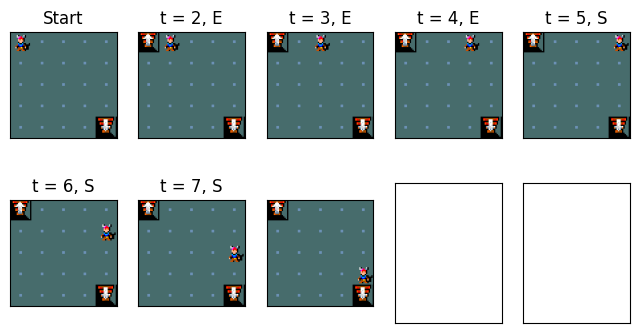 Start
t = 2, E
t = 3, E
t = 4, E
t = 5, S
t = 6, S
t = 7, S